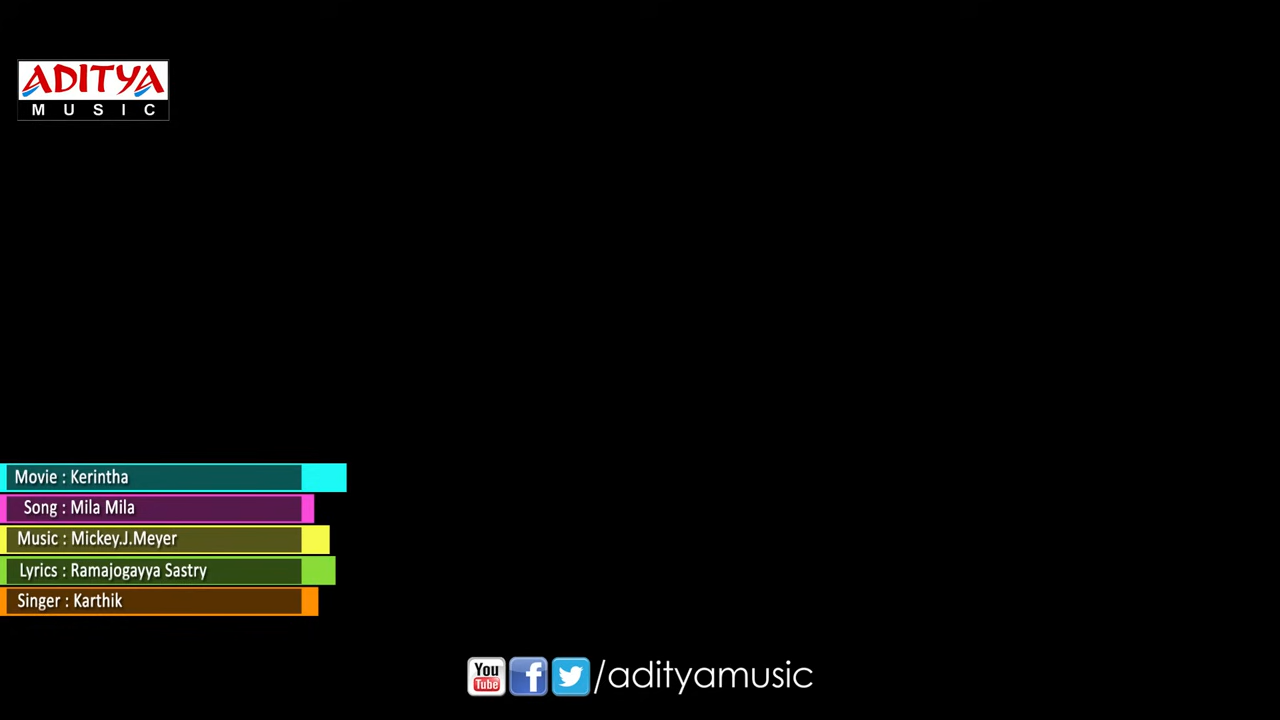 ADITYA
MUSIC
Movie : Kerintha
Song : Mila Mila
Music : Mickey.J.Meyer
Lyrics : Ramajogayya Sastry
Singer : Karthik
You
Tube
f
/adityamusic